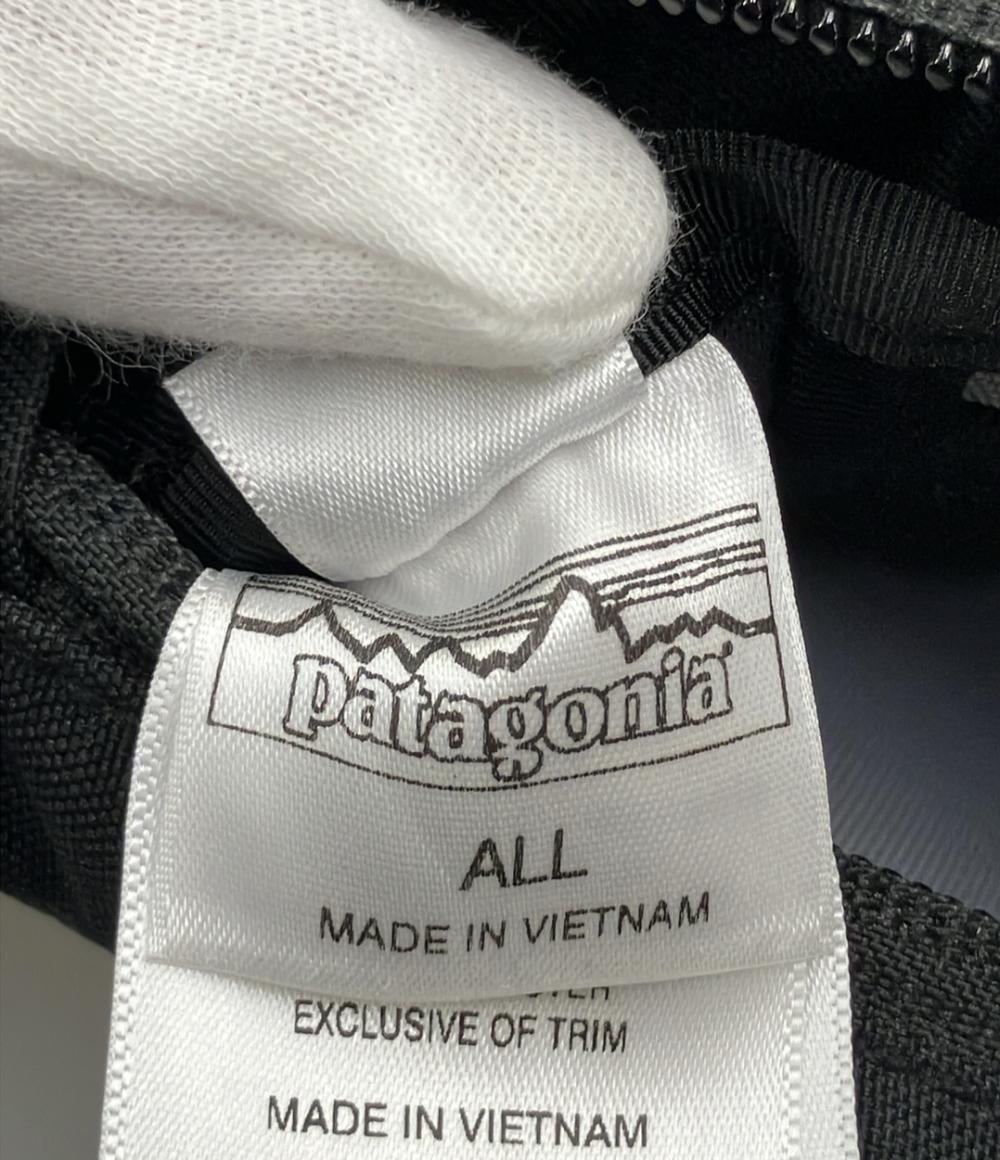 patagonia
ALL
MADE IN VIETNAM
EXCLUSIVE OF TRIM
MADE IN VIETNAM